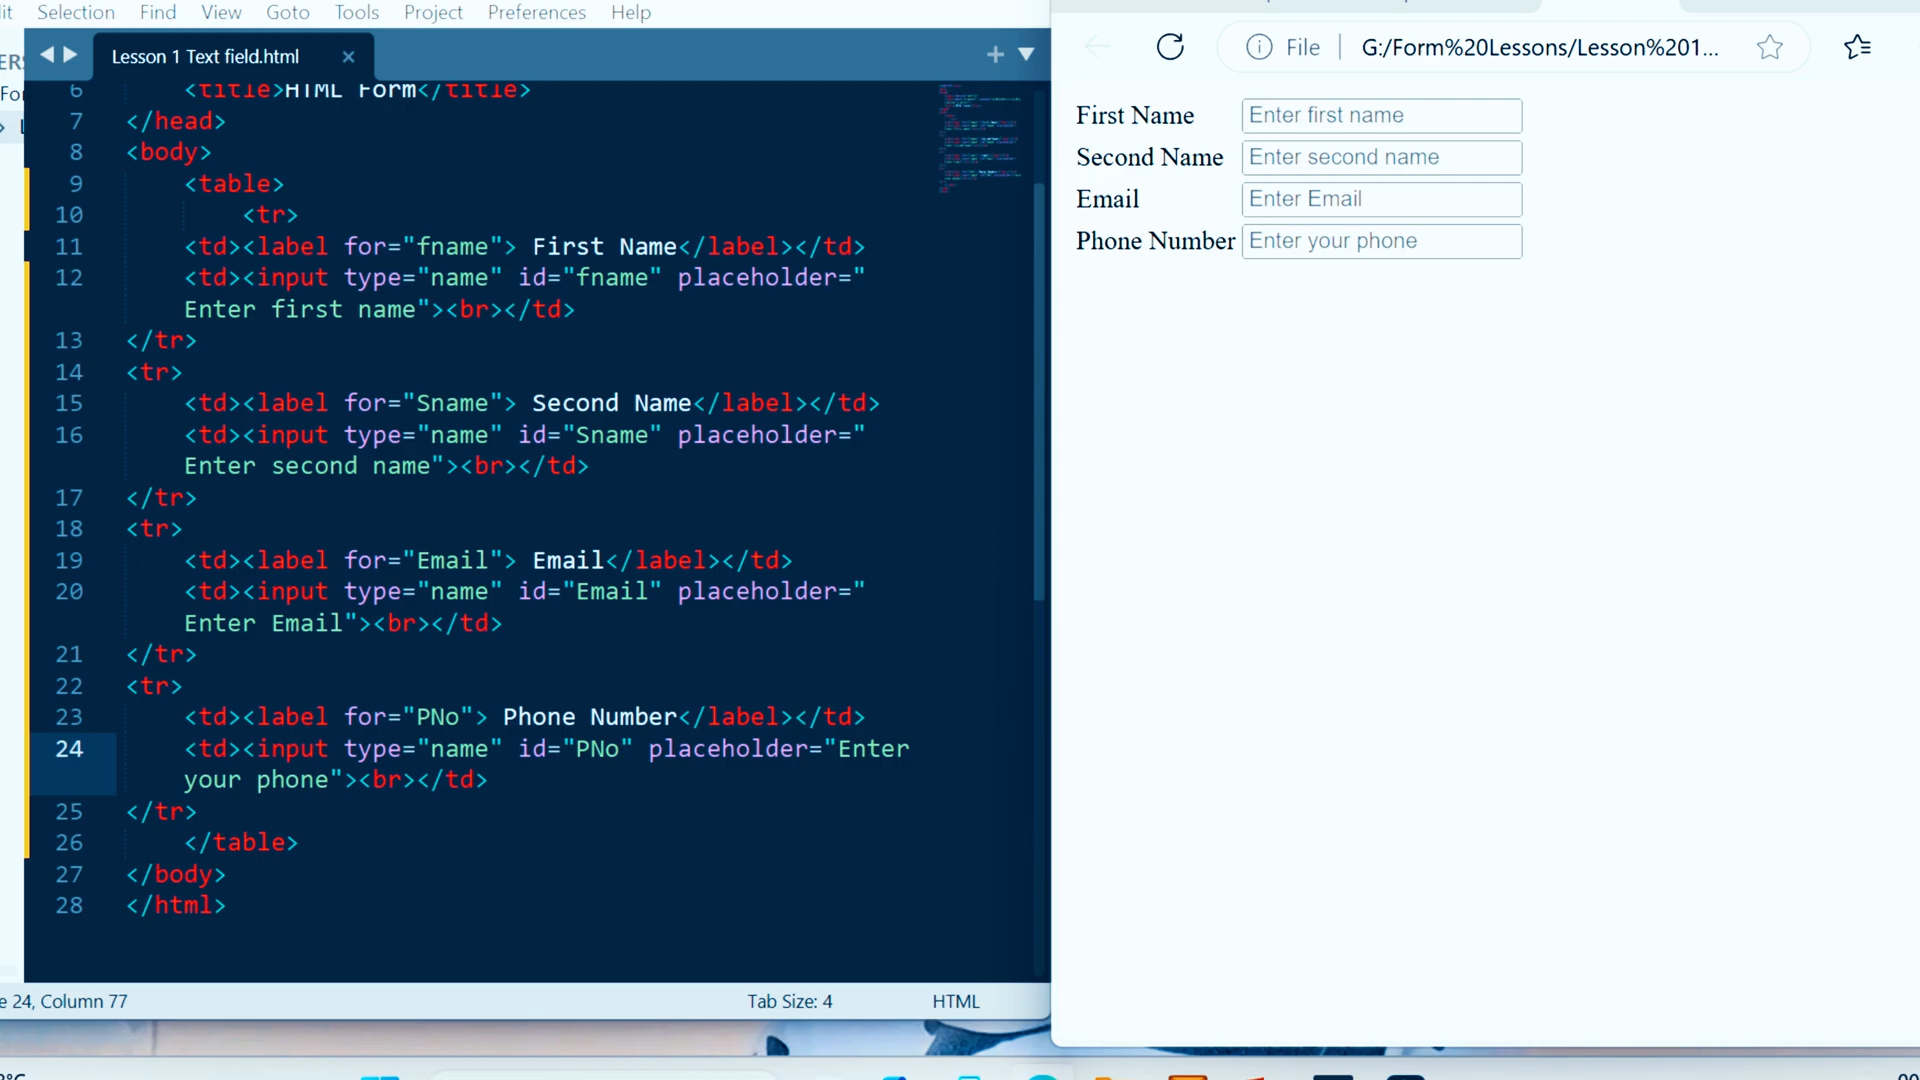 Selection Find View Goto Tools Project Preferences Help
Lesson 1 Text field.html
6 <title>HTML Form</title>
7 </head>
8 <body>
9 <table>
10 <tr>
11 <td><label for="fname"> First Name</label></td>
12 <td><input type="name" id="fname" placeholder="
Enter first name"><br></td>
13 </tr>
14 <tr>
15 <td><label for="Sname"> Second Name</label></td>
16 <td><input type="name" id="Sname" placeholder="
Enter second name"><br></td>
17 </tr>
18 <tr>
19 <td><label for="Email"> Email</label></td>
20 <td><input type="name" id="Email" placeholder="
Enter Email"><br></td>
21 </tr>
22 <tr>
23 <td><label for="PNo"> Phone Number</label></td>
24 <td><input type="name" id="PNo" placeholder="Enter
your phone"><br></td>
25 </tr>
26 </table>
27 </body>
28 </html>
24, Column 77 Tab Size: 4 HTML
File G:/Form%20Lessons/Lesson%201...
First Name Enter first name
Second Name Enter second name
Email Enter Email
Phone Number Enter your phone